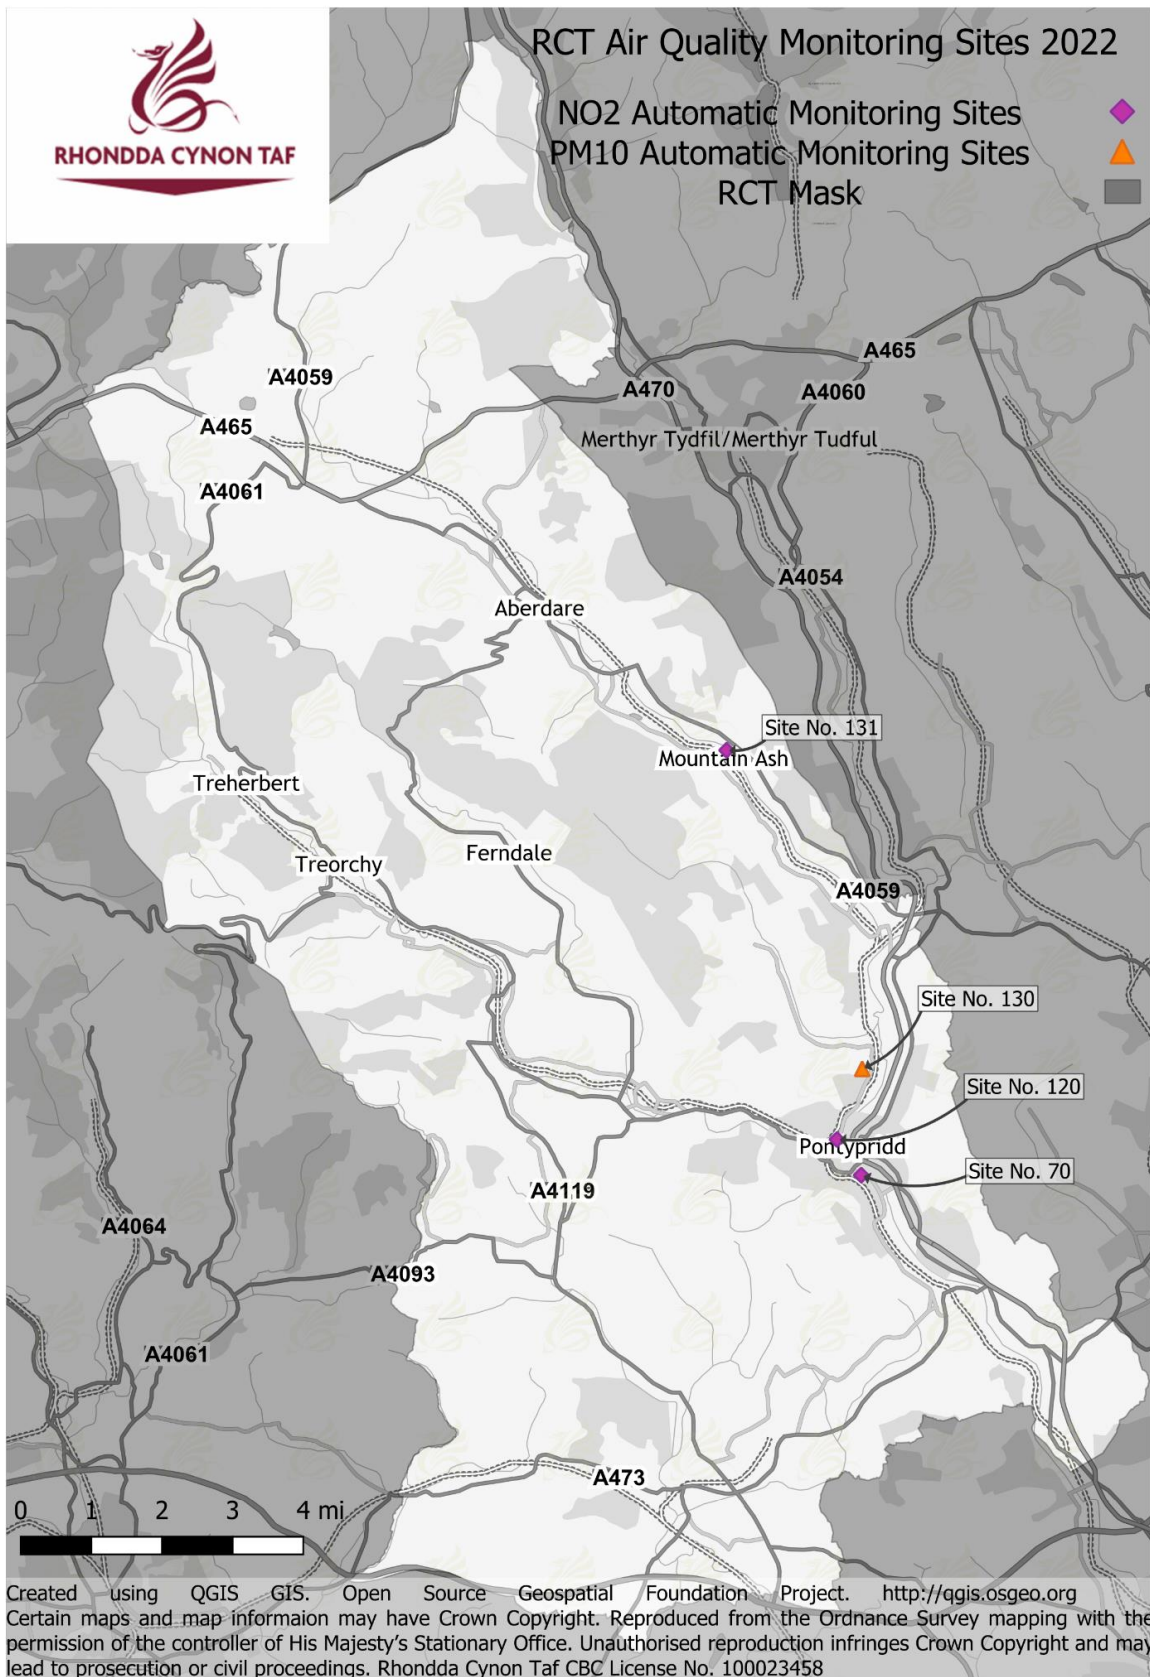 RCT Air Quality Monitoring Sites 2022
NO2 Automatic Monitoring Sites
PM10 Automatic Monitoring Sites
RCT Mask
RHONDDA CYNON TAF
A465
A4059
A470
A4060
A465
Merthyr Tydfil/Merthyr Tudful
A4061
A4054
Aberdare
Site No. 131
Mountain Ash
Treherbert
Ferndale
Treorchy
A4059
Site No. 130
Site No. 120
Pontypridd
Site No. 70
A4119
A4064
A4093
A4061
A473
0 1 2 3 4 mi
Created using QGIS GIS. Open Source Geospatial Foundation Project. http://qgis.osgeo.org
Certain maps and map informaion may have Crown Copyright. Reproduced from the Ordnance Survey mapping with the
permission of the controller of His Majesty's Stationary Office. Unauthorised reproduction infringes Crown Copyright and may
lead to prosecution or civil proceedings. Rhondda Cynon Taf CBC License No. 100023458